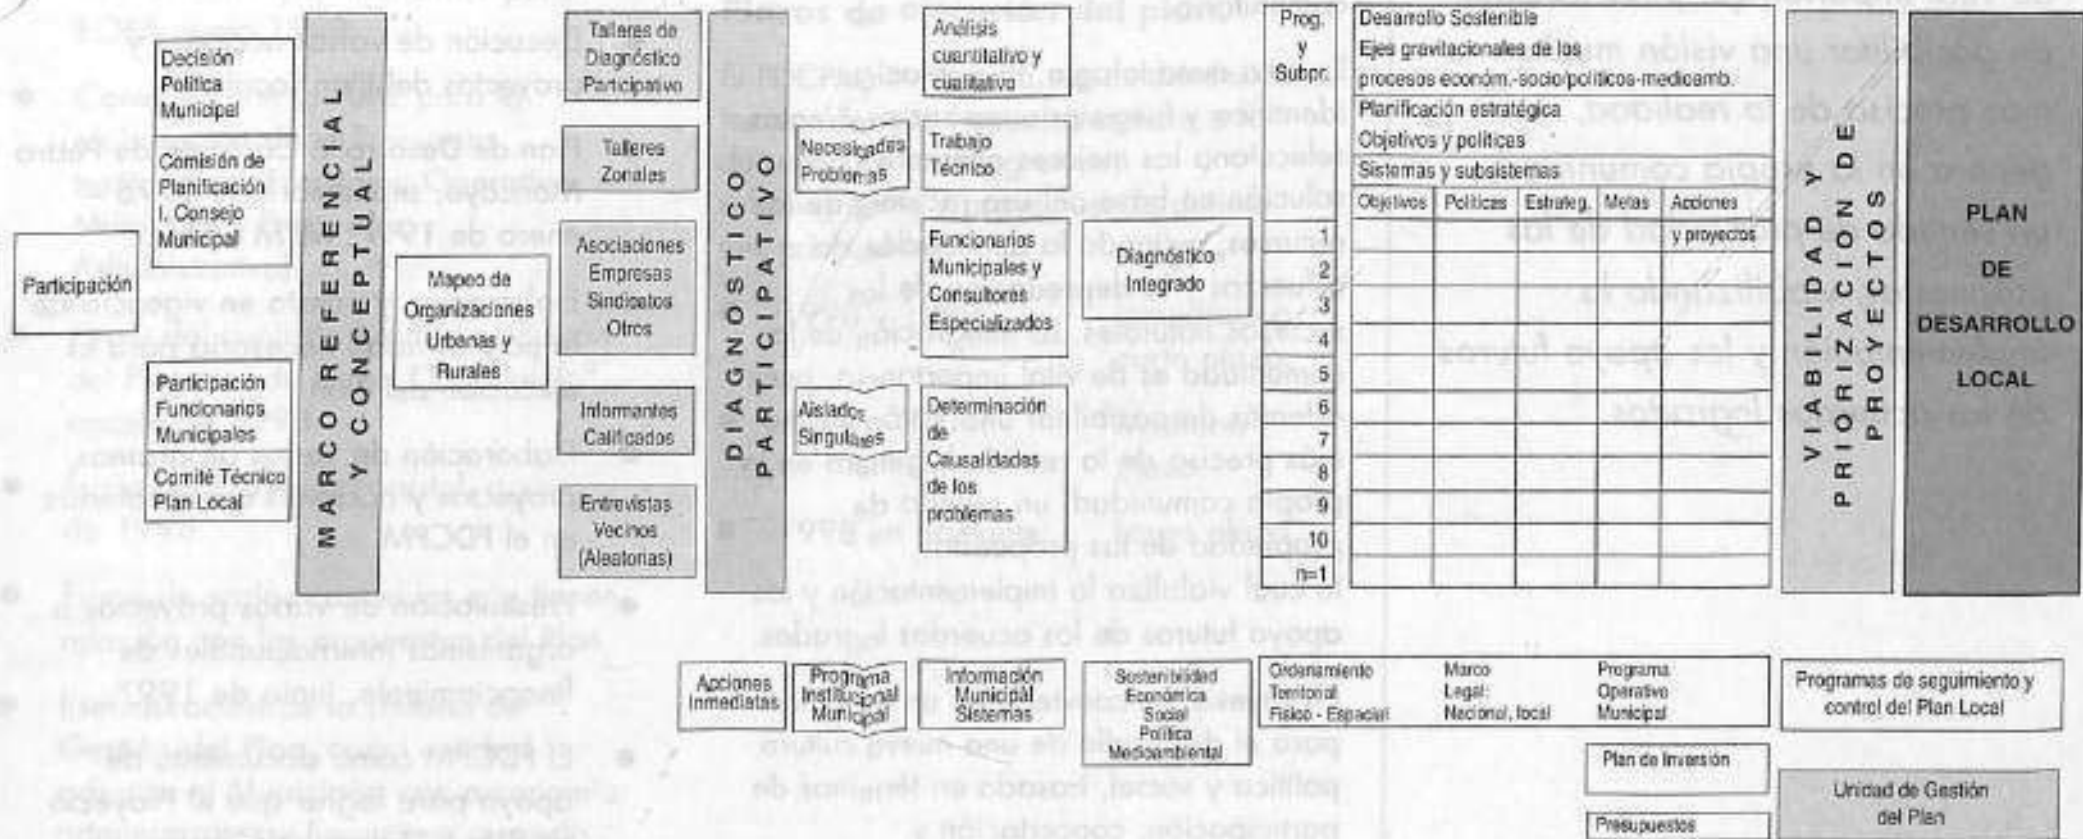 Participación
Decisión
Política
Municipal
Comisión de
Planificación
I. Consejo
Municipal
Participación
Funcionarios
Municipales
Comité Técnico
Plan Local
MARCO REFERENCIAL
Y CONCEPTUAL
Mapeo de
Organizaciones
Urbanas y
Rurales
Talleres de
Diagnóstico
Participativo
Talleres
Zonales
Asociaciones
Empresas
Sindicatos
Otros
Informantes
Calificados
Entrevistas
Vecinos
(Aleatorias)
DIAGNOSTICO
PARTICIPATIVO
Necesidades
Problemas
Aislados
Singulares
Análisis
cuantitativo y
cualitativo
Trabajo
Técnico
Funcionarios
Municipales y
Consultores
Especializados
Determinación
de
Causalidades
de los
problemas
Diagnóstico
Integrado
Prog.
y
Subpr.
1
2
3
4
5
6
7
8
9
10
n=1
Desarrollo Sostenible
Ejes gravitacionales de los
procesos económ.-socio/políticos-medioamb.
Planificación estratégica
Objetivos y políticas
Sistemas y subsistemas
Objetivos Políticas Estrateg. Metas Acciones
y proyectos
VIABILIDAD Y
PRIORIZACION DE
PROYECTOS
PLAN
DE
DESARROLLO
LOCAL
Acciones
Inmediatas
Programa
Institucional
Municipal
Información
Municipal
Sistemas
Sostenibilidad
Económica
Social
Política
Medioambiental
Ordenamiento
Territorial
Físico - Espacial
Marco
Legal:
Nacional, local
Programa
Operativo
Municipal
Programas de seguimiento y
control del Plan Local
Plan de Inversión
Presupuestos
Unidad de Gestión
del Plan